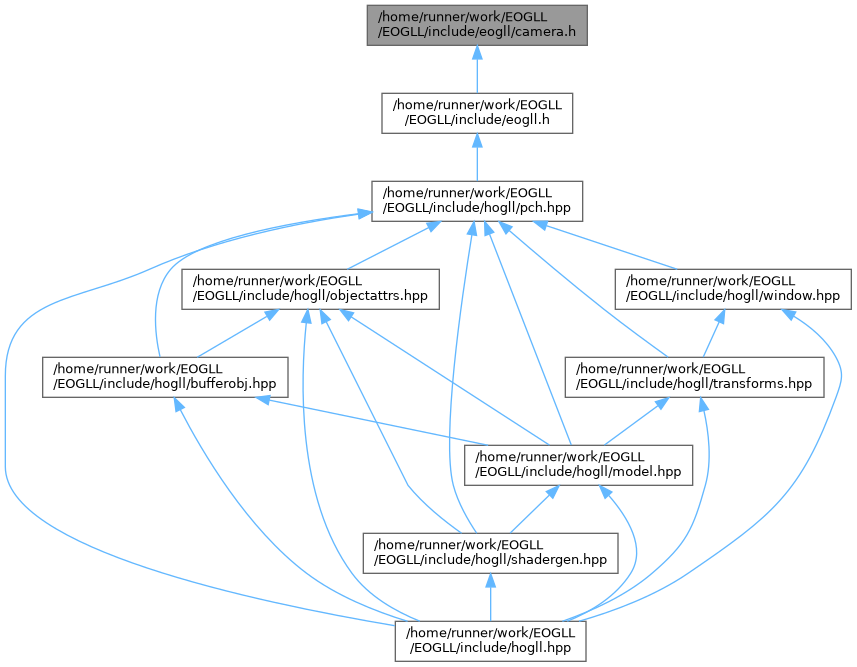 /home/runner/work/EOGLL
/EOGLL/include/eogll/camera.h
/home/runner/work/EOGLL
/EOGLL/include/eogll.h
/home/runner/work/EOGLL
/EOGLL/include/hogll/pch.hpp
/home/runner/work/EOGLL
/EOGLL/include/hogll/objectattrs.hpp
/home/runner/work/EOGLL
/EOGLL/include/hogll/window.hpp
/home/runner/work/EOGLL
/EOGLL/include/hogll/bufferobj.hpp
/home/runner/work/EOGLL
/EOGLL/include/hogll/transforms.hpp
/home/runner/work/EOGLL
/EOGLL/include/hogll/model.hpp
/home/runner/work/EOGLL
/EOGLL/include/hogll/shadergen.hpp
/home/runner/work/EOGLL
/EOGLL/include/hogll.hpp